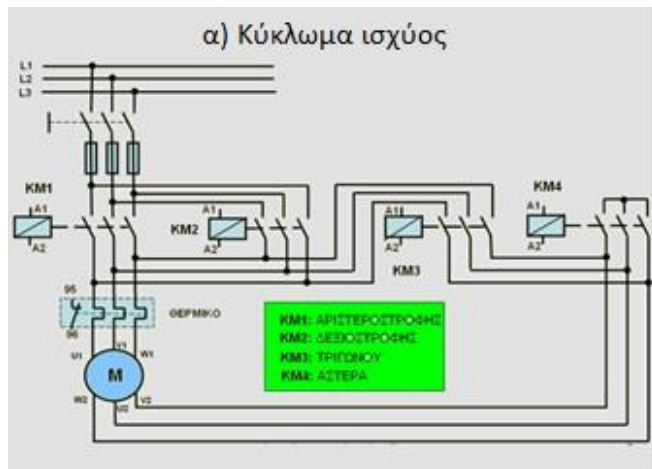 α) Κύκλωμα ισχύος
L1
L2
L3
KM1
A1
A2
KM2
A1
A2
A1
A2
KM3
KM4
A1
A2
95
96
ΘΕΡΜΙΚΟ
U1
V1
W1
M
W2
U2
V2
KM1: ΑΡΙΣΤΕΡΟΣΤΡΟΦΗΣ
KM2: ΔΕΞΙΟΣΤΡΟΦΗΣ
KM3: ΤΡΙΓΩΝΟΥ
KM4: ΑΣΤΕΡΑ